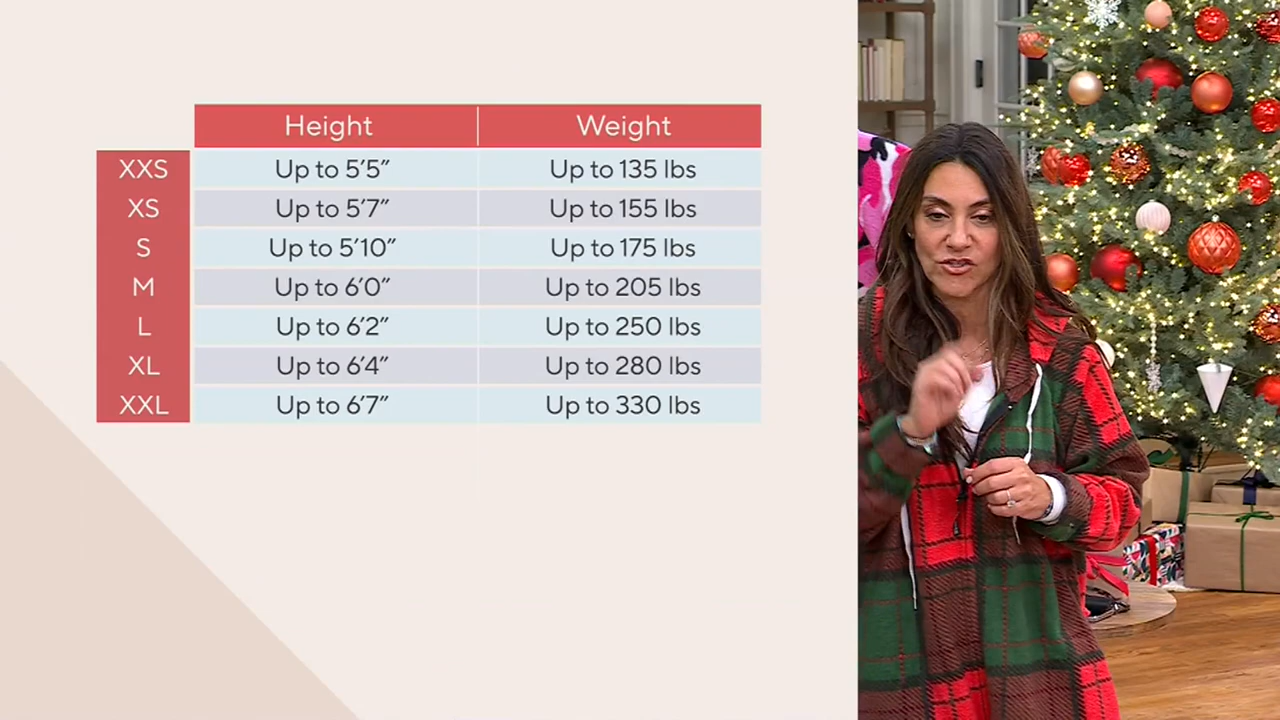 Height Weight
XXS Up to 5′5″ Up to 135 lbs
XS Up to 5′7″ Up to 155 lbs
S Up to 5′10″ Up to 175 lbs
M Up to 6′0″ Up to 205 lbs
L Up to 6′2″ Up to 250 lbs
XL Up to 6′4″ Up to 280 lbs
XXL Up to 6′7″ Up to 330 lbs